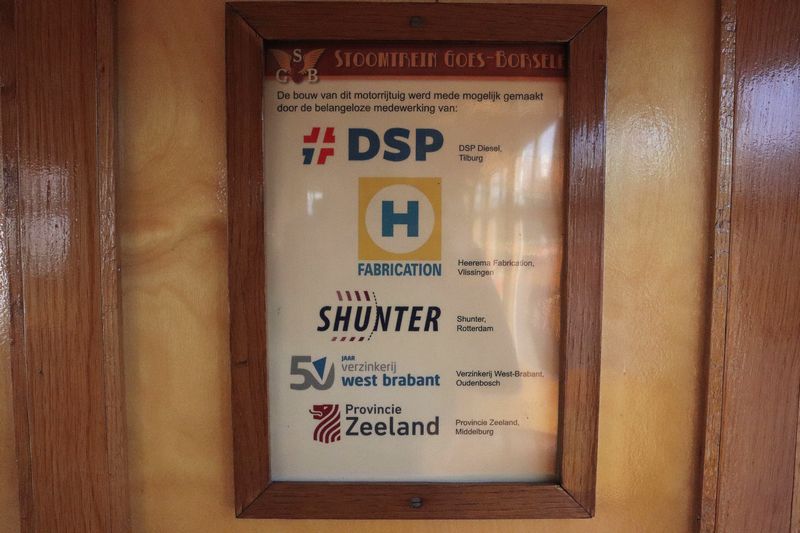 SGB STOOMTREIN GOES-BORSELE
De bouw van dit motorrijtuig werd mede mogelijk gemaakt
door de belangeloze medewerking van:
DSP
DSP Diesel,
Tilburg
H
FABRICATION
Heerema Fabrication,
Vlissingen
SHUNTER
Shunter,
Rotterdam
50 JAAR
verzinkerij
west brabant
Verzinkerij West-Brabant,
Oudenbosch
Provincie
Zeeland
Provincie Zeeland,
Middelburg